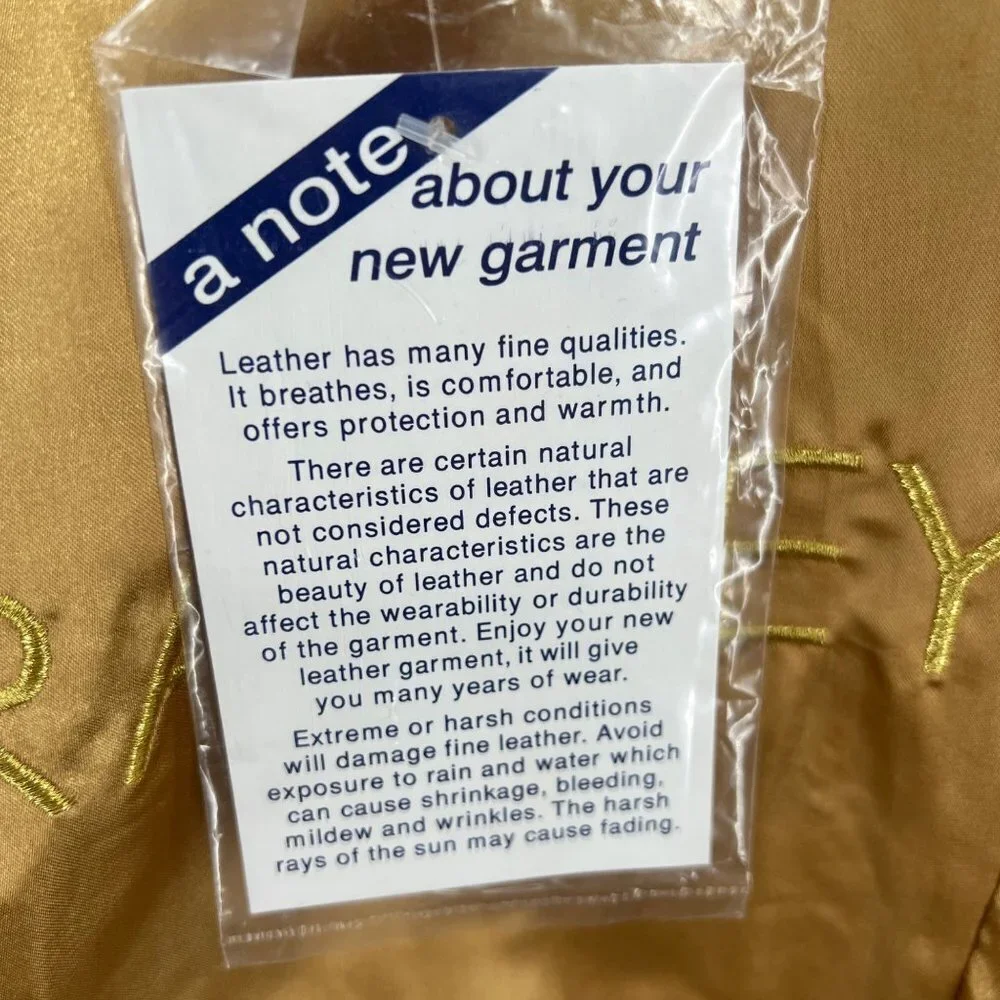 a note
about your
new garment
Leather has many fine qualities.
It breathes, is comfortable, and
offers protection and warmth.
There are certain natural
characteristics of leather that are
not considered defects. These
natural characteristics are the
beauty of leather and do not
affect the wearability or durability
of the garment. Enjoy your new
leather garment, it will give
you many years of wear.
Extreme or harsh conditions
will damage fine leather. Avoid
exposure to rain and water which
can cause shrinkage, bleeding,
mildew and wrinkles. The harsh
rays of the sun may cause fading.